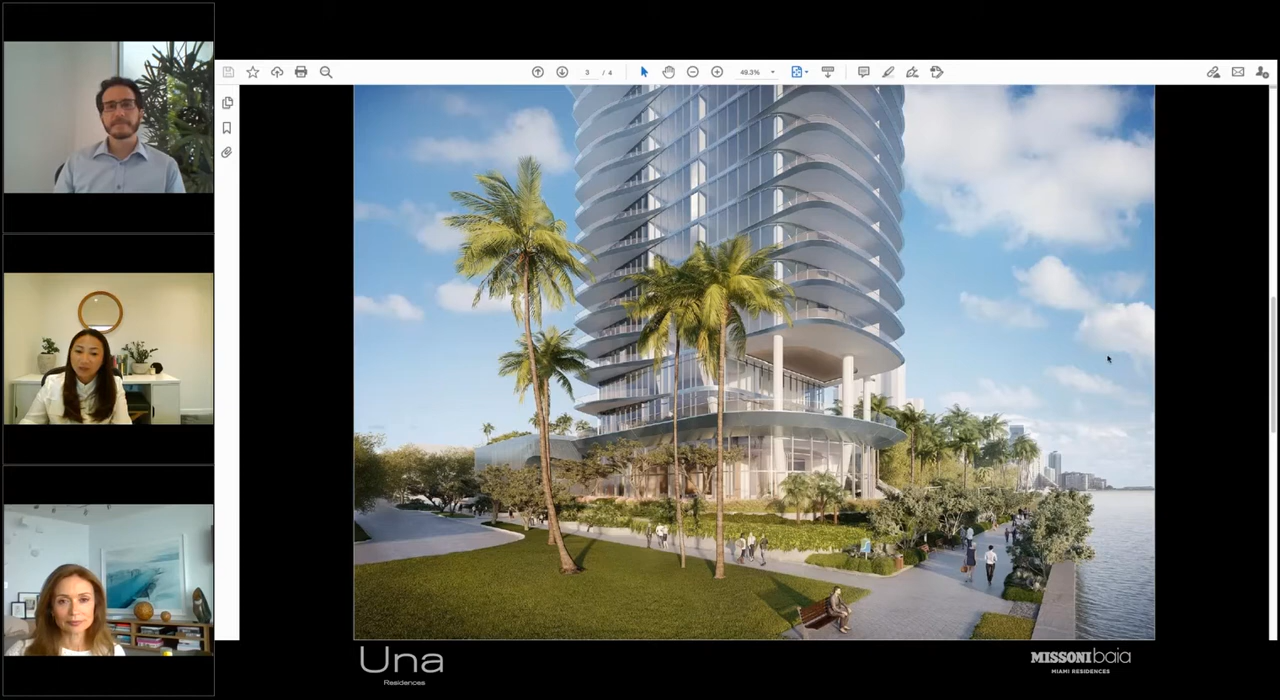 3 / 4
49.3%
Una
Residences
MISSONI baia
MIAMI RESIDENCES